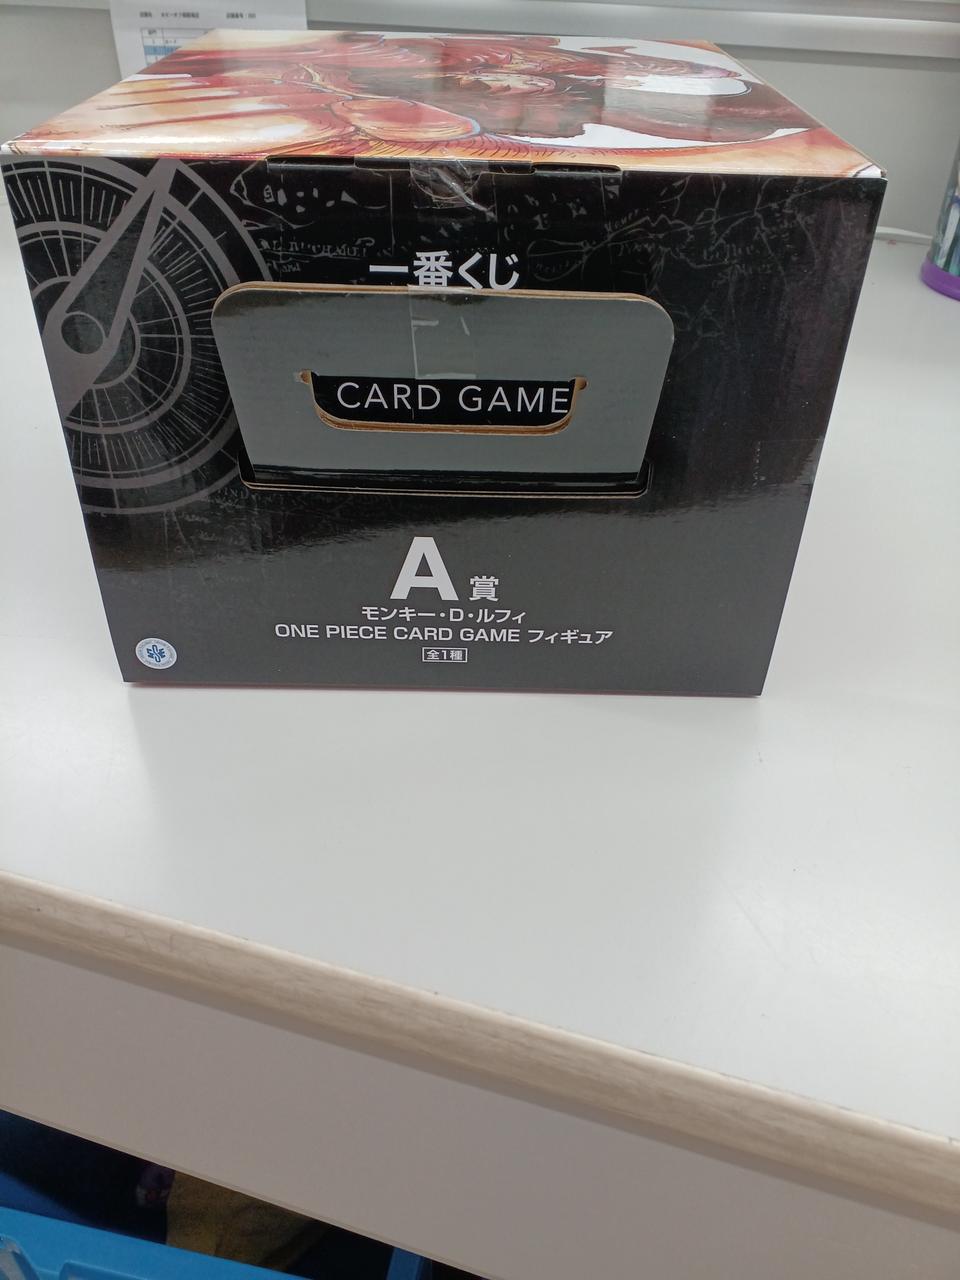 一番くじ
CARD GAME
A賞
モンキー・D・ルフィ
ONE PIECE CARD GAME フィギュア
全1種